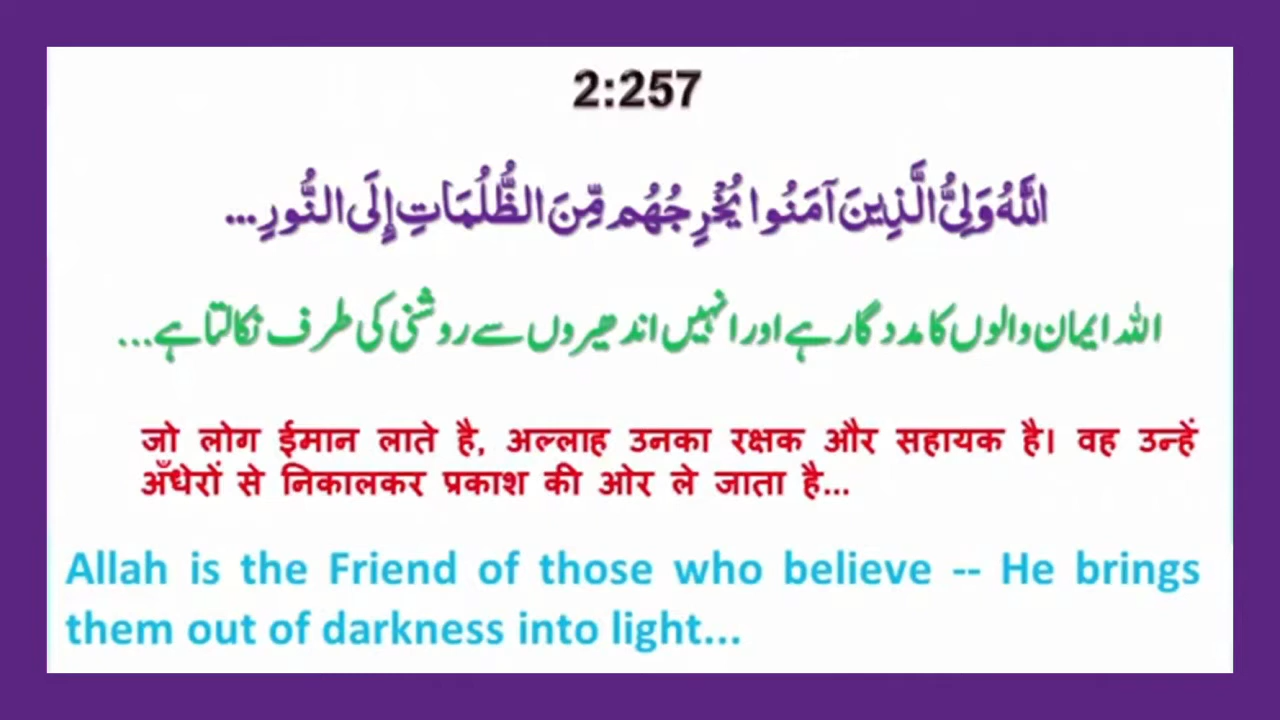 2:257
اللَّهُ وَلِيُّ الَّذِينَ آمَنُوا يُخْرِجُهُم مِّنَ الظُّلُمَاتِ إِلَى النُّورِ...
اللہ ایمان والوں کا مددگار ہے اور انہیں اندھیروں سے روشنی کی طرف نکالتا ہے...
जो लोग ईमान लाते है, अल्लाह उनका रक्षक और सहायक है। वह उन्हें
अँधेरों से निकालकर प्रकाश की ओर ले जाता है...
Allah is the Friend of those who believe -- He brings
them out of darkness into light...